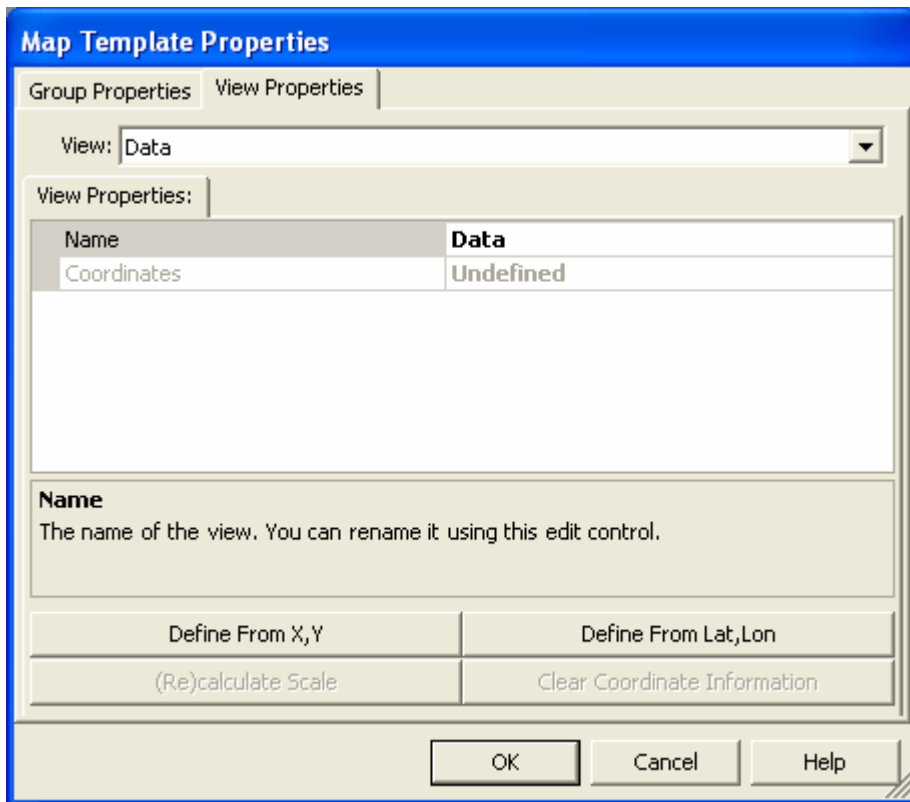 Map Template Properties
Group Properties View Properties
View: Data
View Properties:
Name Data
Coordinates Undefined
Name
The name of the view. You can rename it using this edit control.
Define From X,Y Define From Lat,Lon
(Re)calculate Scale Clear Coordinate Information
OK Cancel Help